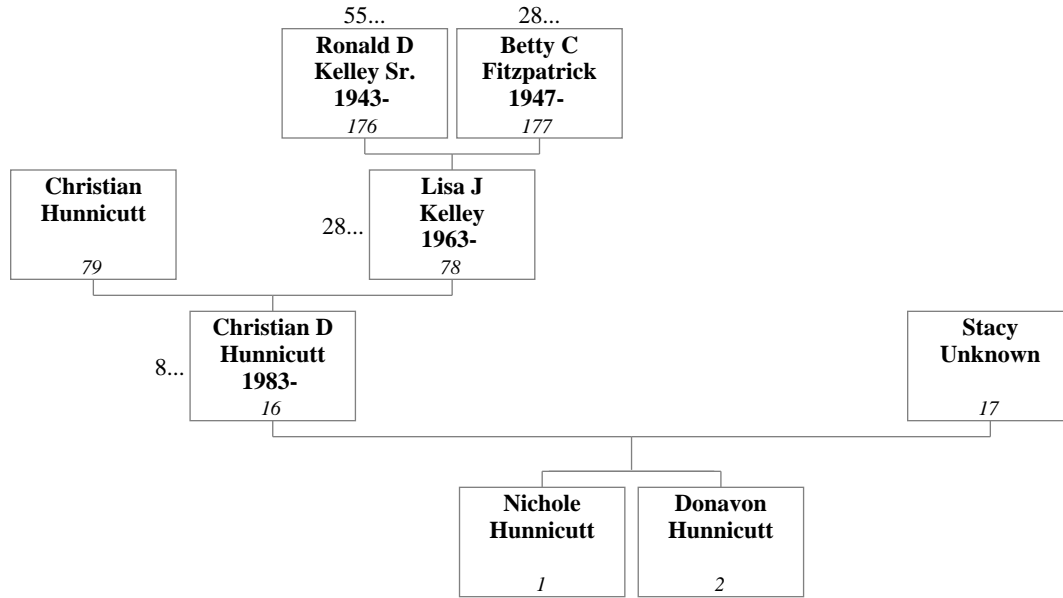 55...
28...
Ronald D
Kelley Sr.
1943-
176
Betty C
Fitzpatrick
1947-
177
Christian
Hunnicutt
79
28...
Lisa J
Kelley
1963-
78
8...
Christian D
Hunnicutt
1983-
16
Stacy
Unknown
17
Nichole
Hunnicutt
1
Donavon
Hunnicutt
2